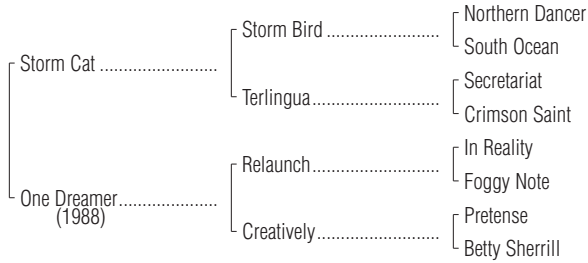 Northern Dancer
Storm Bird ........................
South Ocean
Storm Cat .........................
Secretariat
Terlingua ...........................
Crimson Saint
In Reality
Relaunch ...........................
Foggy Note
One Dreamer.....................
(1988)
Pretense
Creatively ..........................
Betty Sherrill